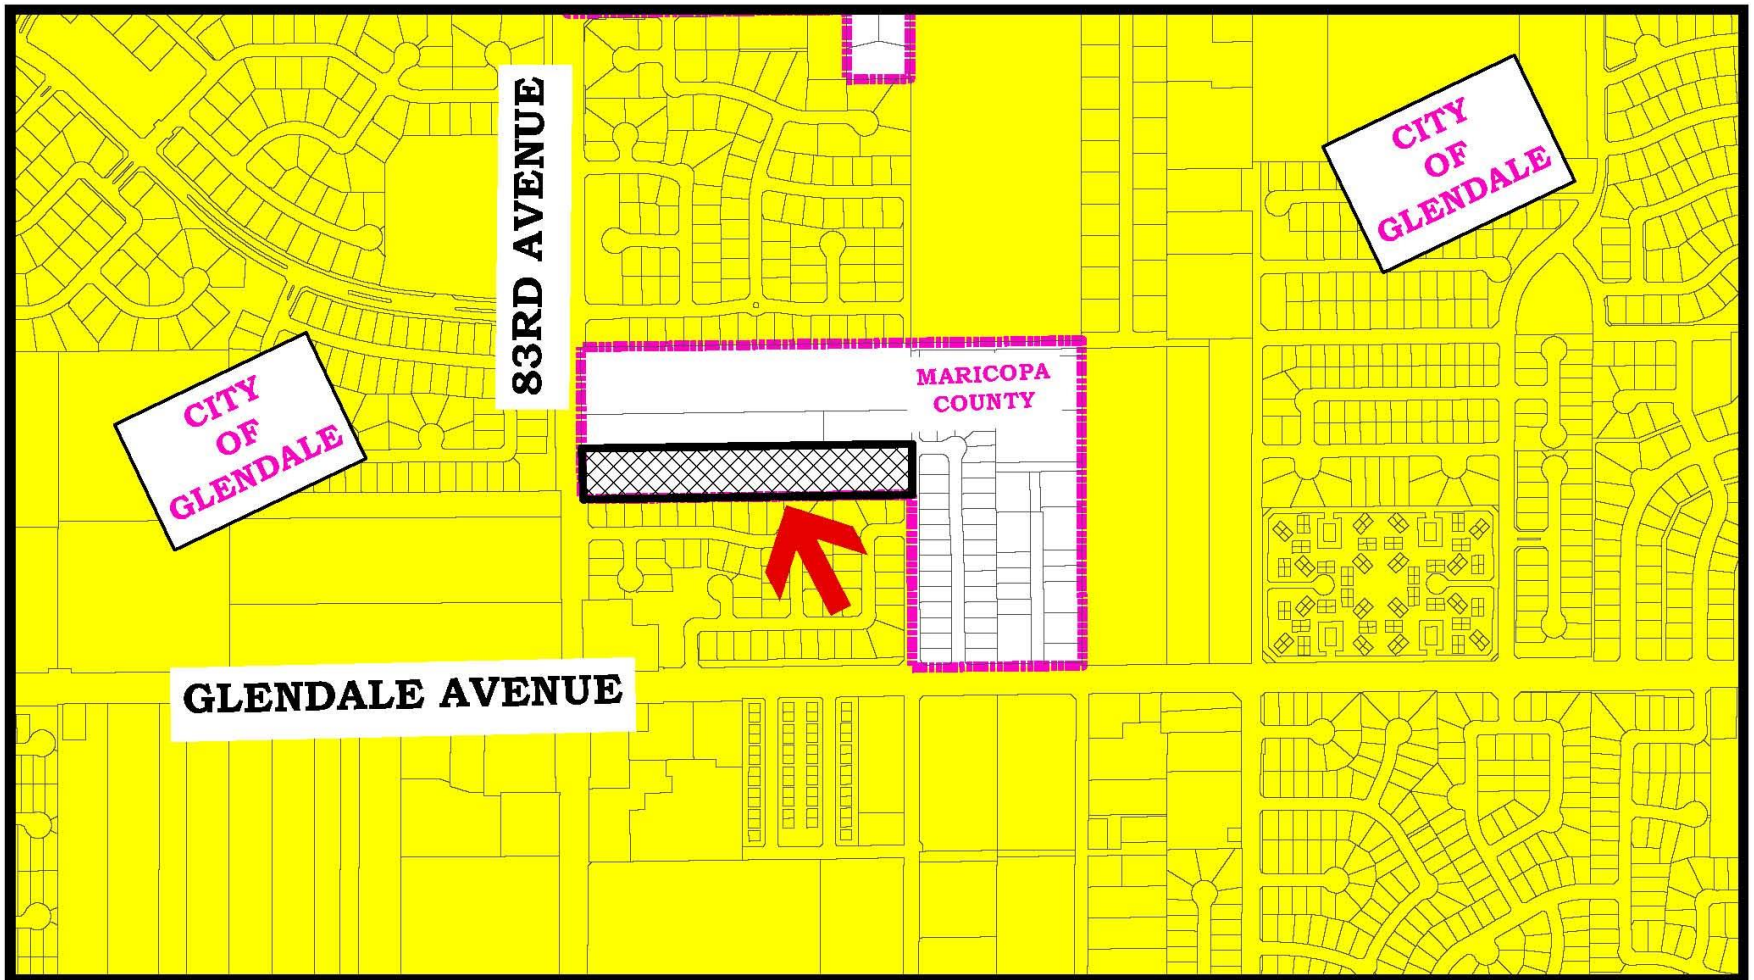 83RD AVENUE
CITY
OF
GLENDALE
CITY
OF
GLENDALE
MARICOPA
COUNTY
GLENDALE AVENUE